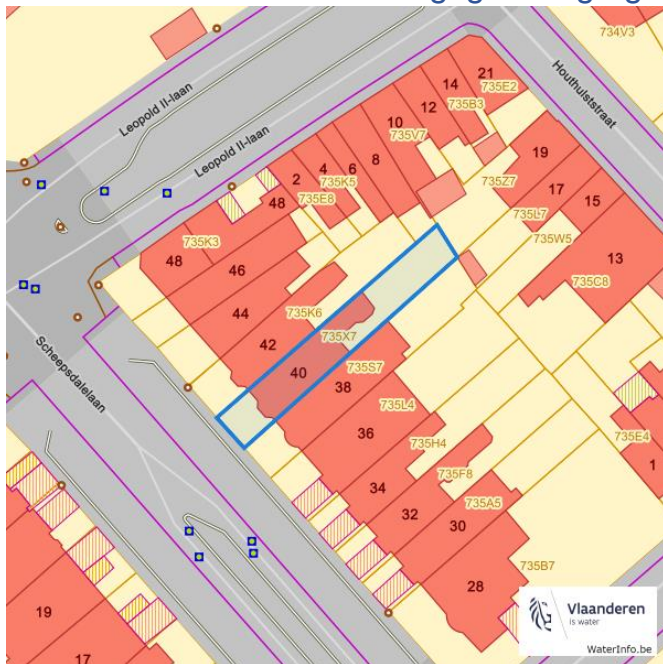 734V3
Leopold II-laan
Leopold II-laan
Houthulststraat
14
21
735E2
12
735B3
10
735V7
8
6
4
2
735K5
735E8
48
19
735Z7
17
735L7
15
735W5
13
735C8
735K3
48
46
44
735K6
42
735X7
40
38
735S7
36
735L4
735H4
34
735F8
32
735A5
30
28
735B7
735E4
1
Scheepsdalelaan
19
17
Vlaanderen
is water
WaterInfo.be